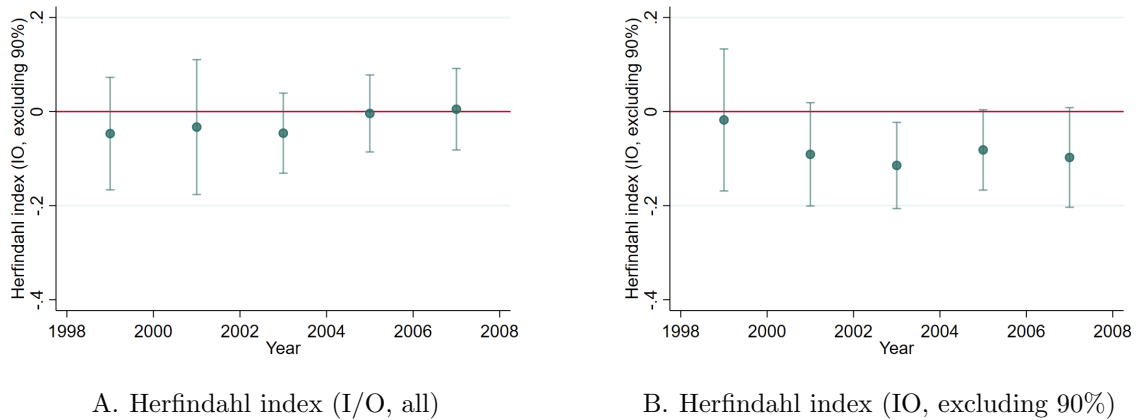 Herfindahl index (IO, excluding 90%)
.2
0
-.2
-.4
1998 2000 2002 2004 2006 2008
Year
A. Herfindahl index (I/O, all)
Herfindahl index (IO, excluding 90%)
.2
0
-.2
-.4
1998 2000 2002 2004 2006 2008
Year
B. Herfindahl index (IO, excluding 90%)